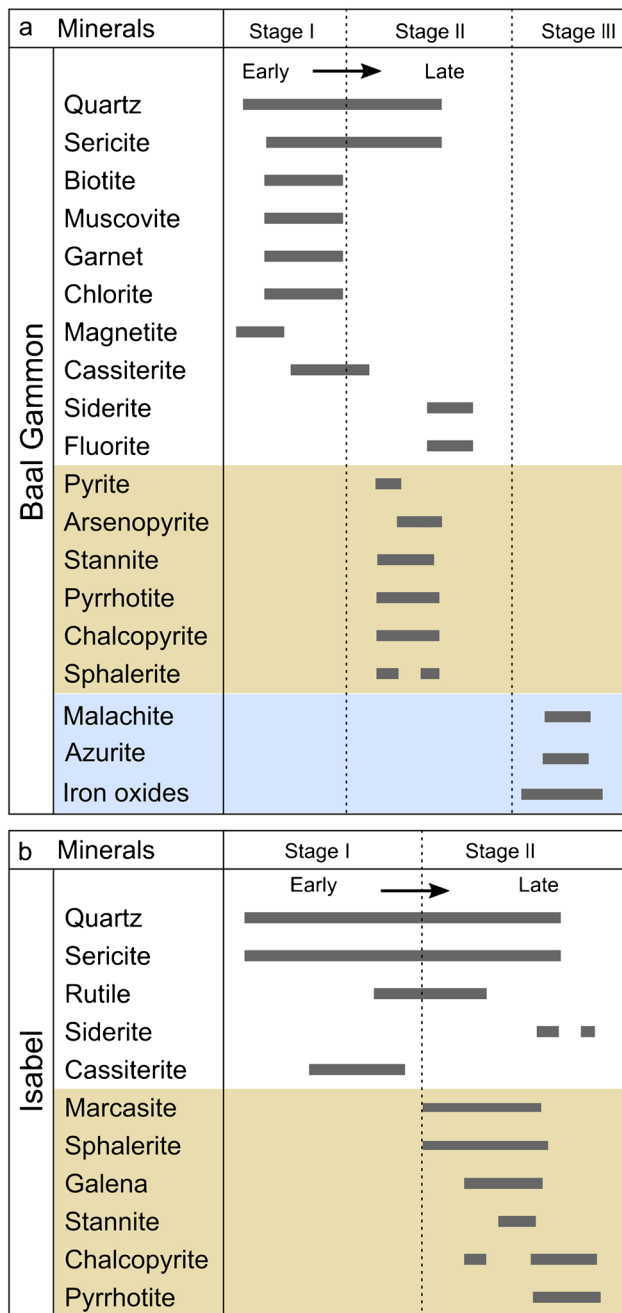 a Minerals Stage I Stage II Stage III
Early Late
Quartz
Sericite
Biotite
Muscovite
Garnet
Chlorite
Magnetite
Cassiterite
Siderite
Fluorite
Pyrite
Arsenopyrite
Stannite
Pyrrhotite
Chalcopyrite
Sphalerite
Malachite
Azurite
Iron oxides
Baal Gammon
b Minerals Stage I Stage II
Early Late
Quartz
Sericite
Rutile
Siderite
Cassiterite
Marcasite
Sphalerite
Galena
Stannite
Chalcopyrite
Pyrrhotite
Isabel